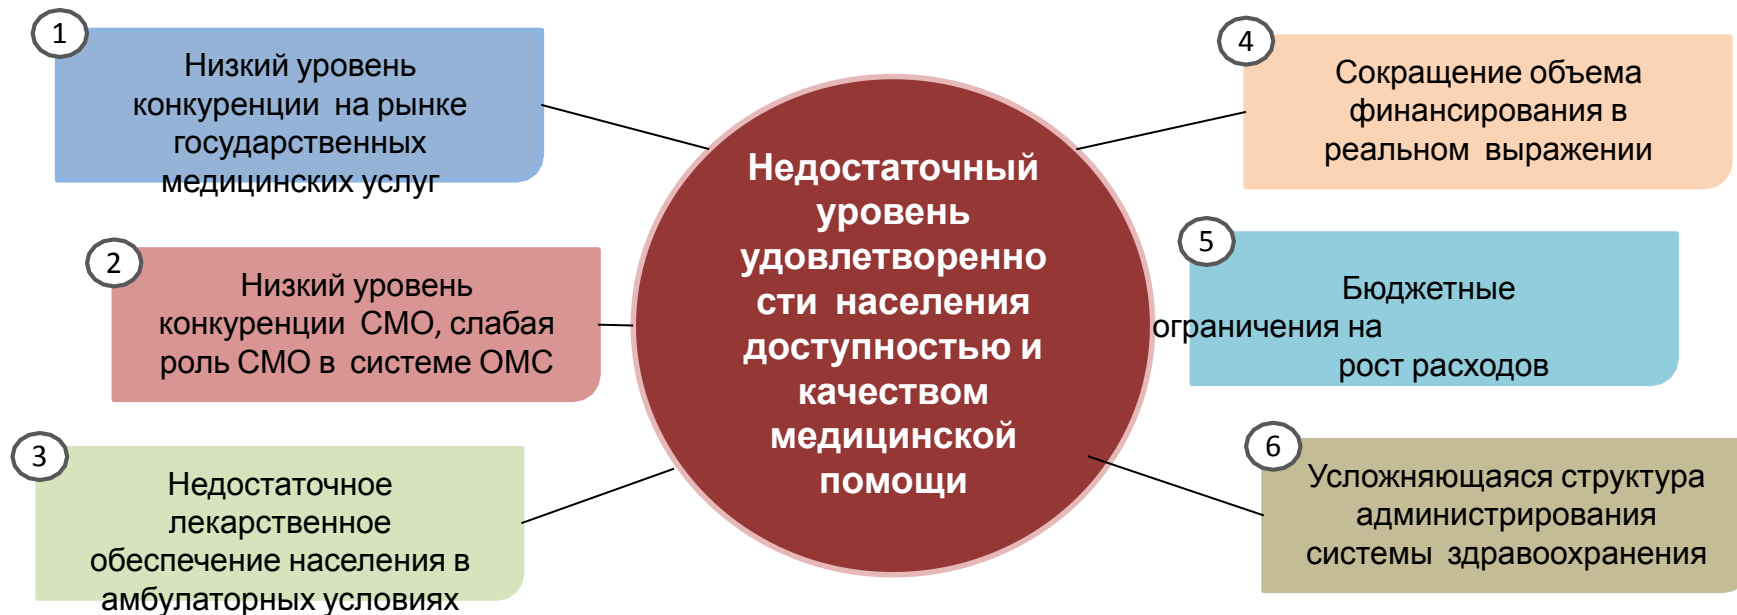 1
Низкий уровень
конкуренции на рынке
государственных
медицинских услуг
2
Низкий уровень
конкуренции СМО, слабая
роль СМО в системе ОМС
3
Недостаточное
лекарственное
обеспечение населения в
амбулаторных условиях
Недостаточный
уровень
удовлетворенно
сти населения
доступностью и
качеством
медицинской
помощи
4
Сокращение объема
финансирования в
реальном выражении
5
Бюджетные
ограничения на
рост расходов
6
Усложняющаяся структура
администрирования
системы здравоохранения